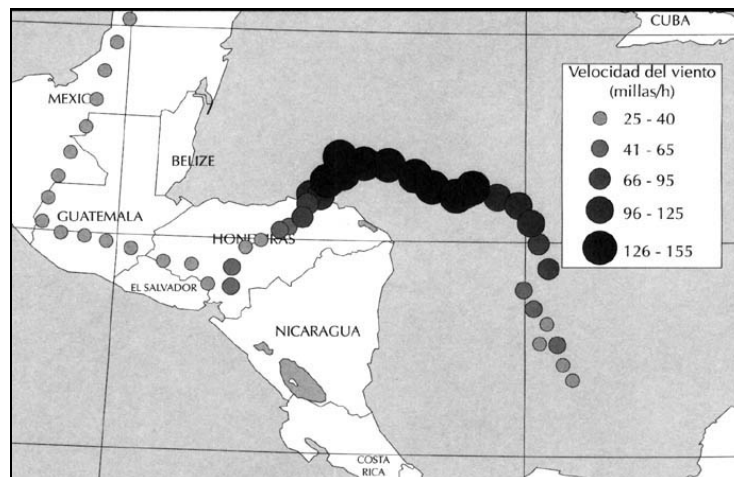 CUBA
Velocidad del viento
(millas/h)
25 - 40
41 - 65
66 - 95
96 - 125
126 - 155
MEXIC
BELIZE
GUATEMALA
HONDURAS
EL SALVADOR
NICARAGUA
COSTA
RICA